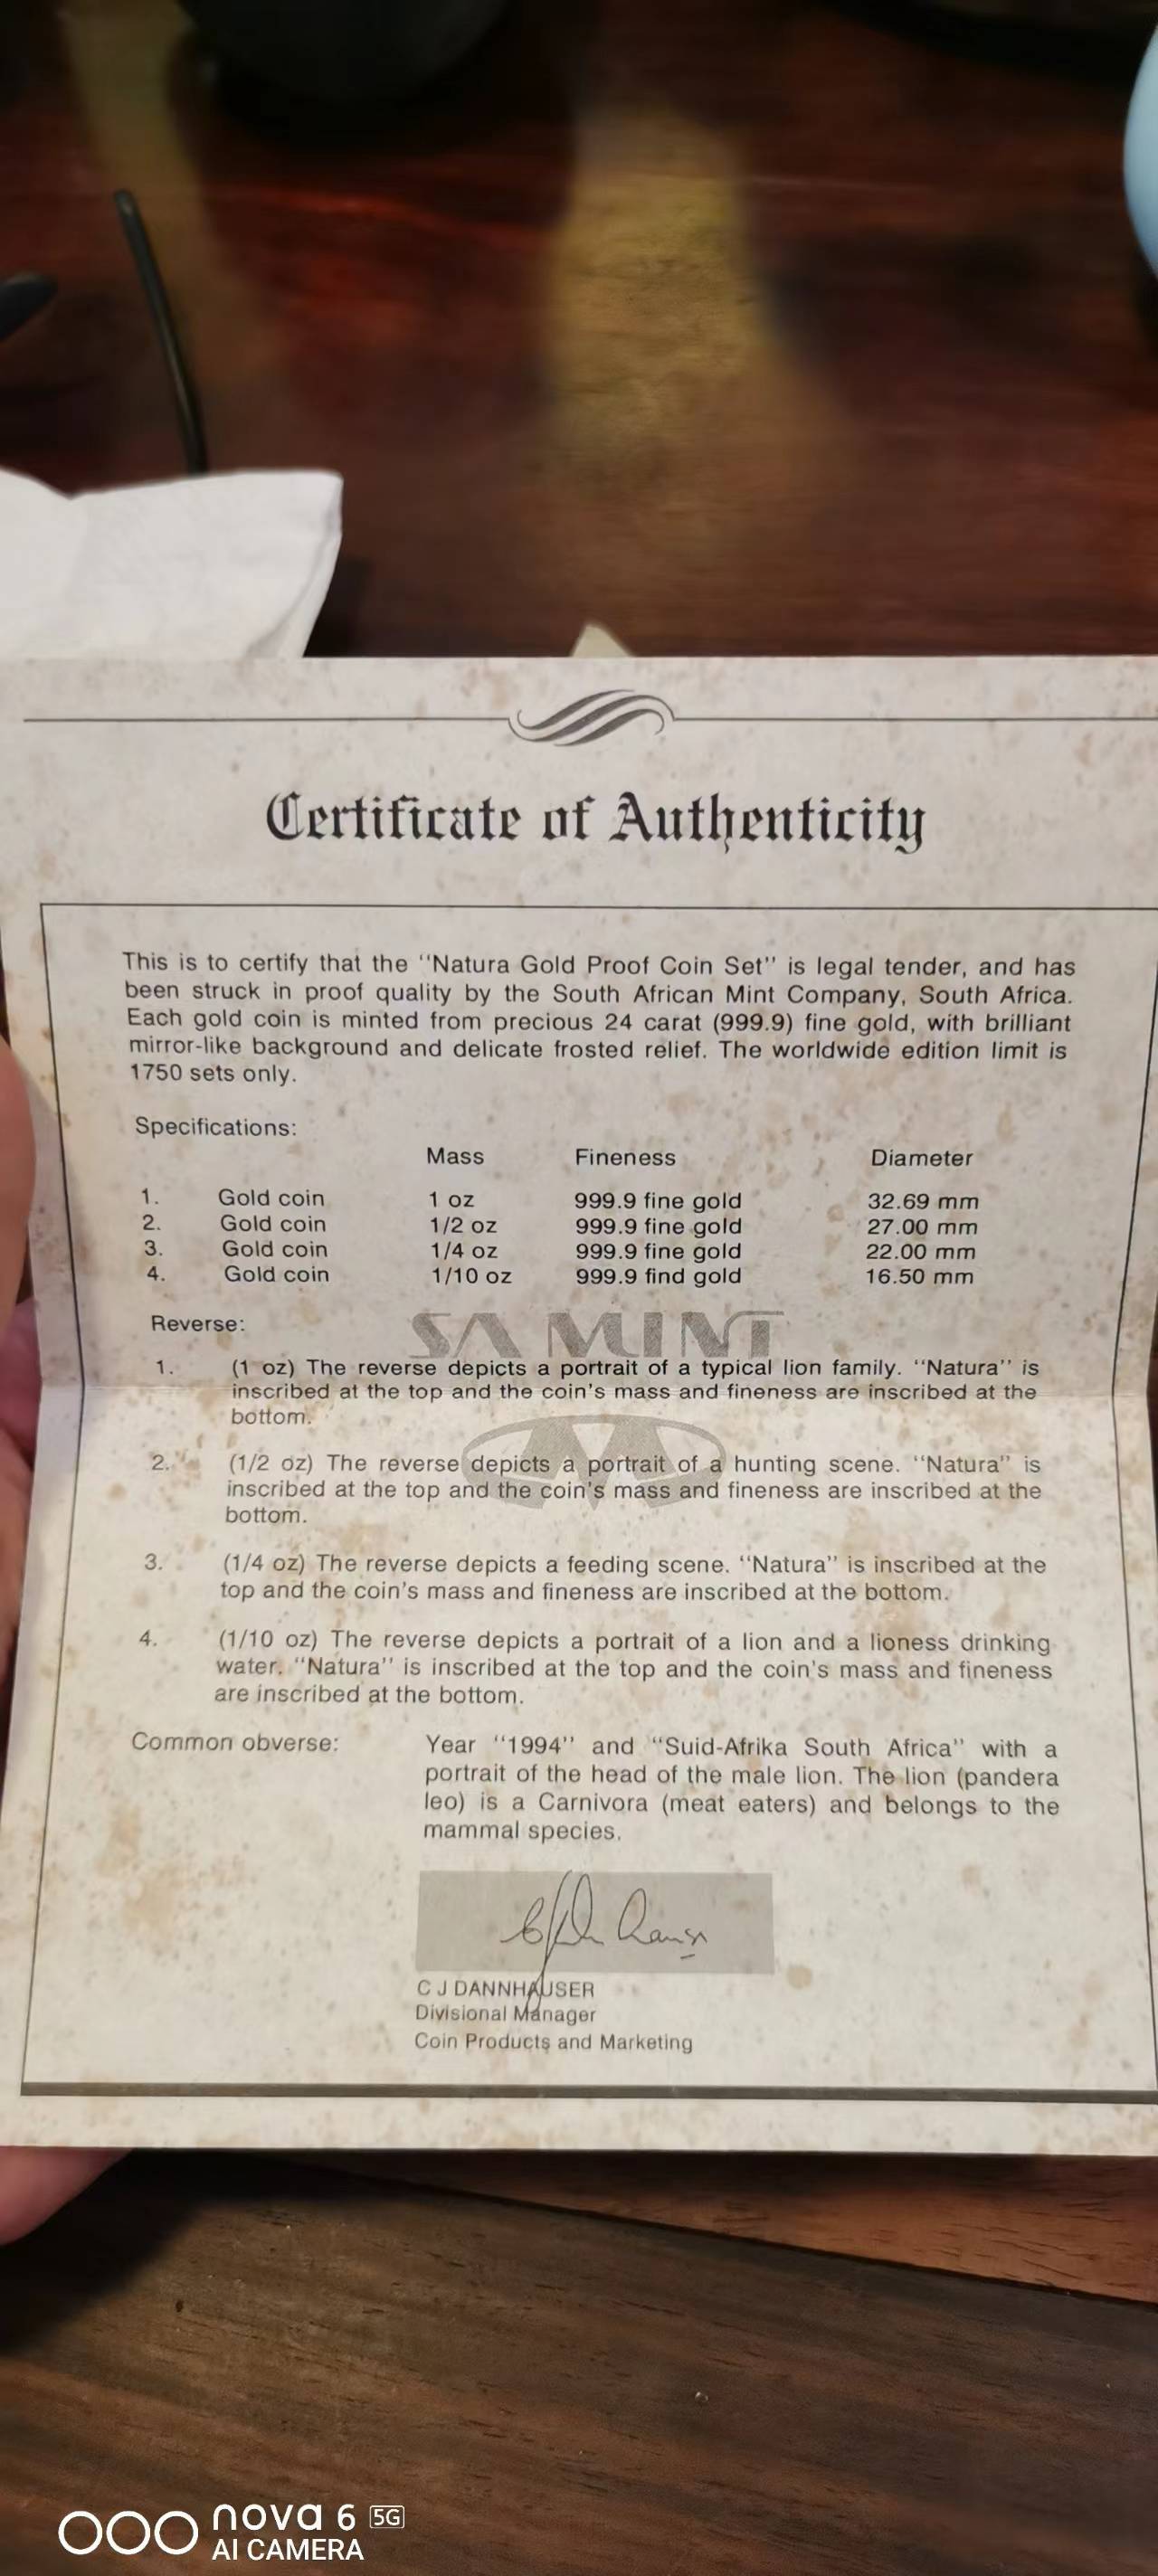 Certificate of Authenticity
This is to certify that the ''Natura Gold Proof Coin Set'' is legal tender, and has
been struck in proof quality by the South African Mint Company, South Africa.
Each gold coin is minted from precious 24 carat (999.9) fine gold, with brilliant
mirror-like background and delicate frosted relief. The worldwide edition limit is
1750 sets only.
Specifications:
Mass Fineness Diameter
1. Gold coin 1 oz 999.9 fine gold 32.69 mm
2. Gold coin 1/2 oz 999.9 fine gold 27.00 mm
3. Gold coin 1/4 oz 999.9 fine gold 22.00 mm
4. Gold coin 1/10 oz 999.9 find gold 16.50 mm
SA MINT
Reverse:
1. (1 oz) The reverse depicts a portrait of a typical lion family. ''Natura'' is
inscribed at the top and the coin's mass and fineness are inscribed at the
bottom.
2. (1/2 oz) The reverse depicts a portrait of a hunting scene. ''Natura'' is
inscribed at the top and the coin's mass and fineness are inscribed at the
bottom.
3. (1/4 oz) The reverse depicts a feeding scene. ''Natura'' is inscribed at the
top and the coin's mass and fineness are inscribed at the bottom.
4. (1/10 oz) The reverse depicts a portrait of a lion and a lioness drinking
water. ''Natura'' is inscribed at the top and the coin's mass and fineness
are inscribed at the bottom.
Common obverse: Year ''1994'' and ''Suid-Afrika South Africa'' with a
portrait of the head of the male lion. The lion (pandera
leo) is a Carnivora (meat eaters) and belongs to the
mammal species.
C J DANNHAUSER
Divisional Manager
Coin Products and Marketing
nova 6 5G
AI CAMERA